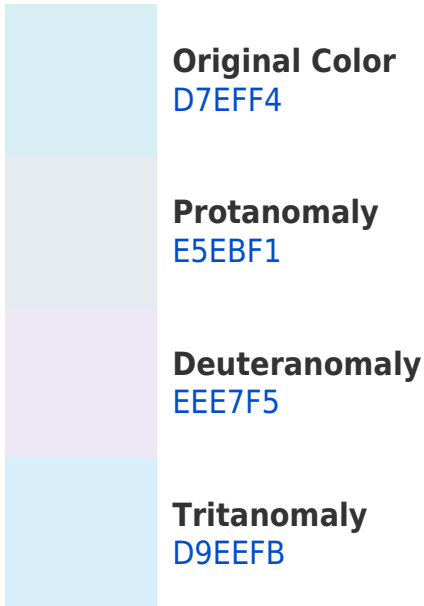 Original Color
D7EFF4
Protanomaly
E5EBF1
Deuteranomaly
EEE7F5
Tritanomaly
D9EEFB